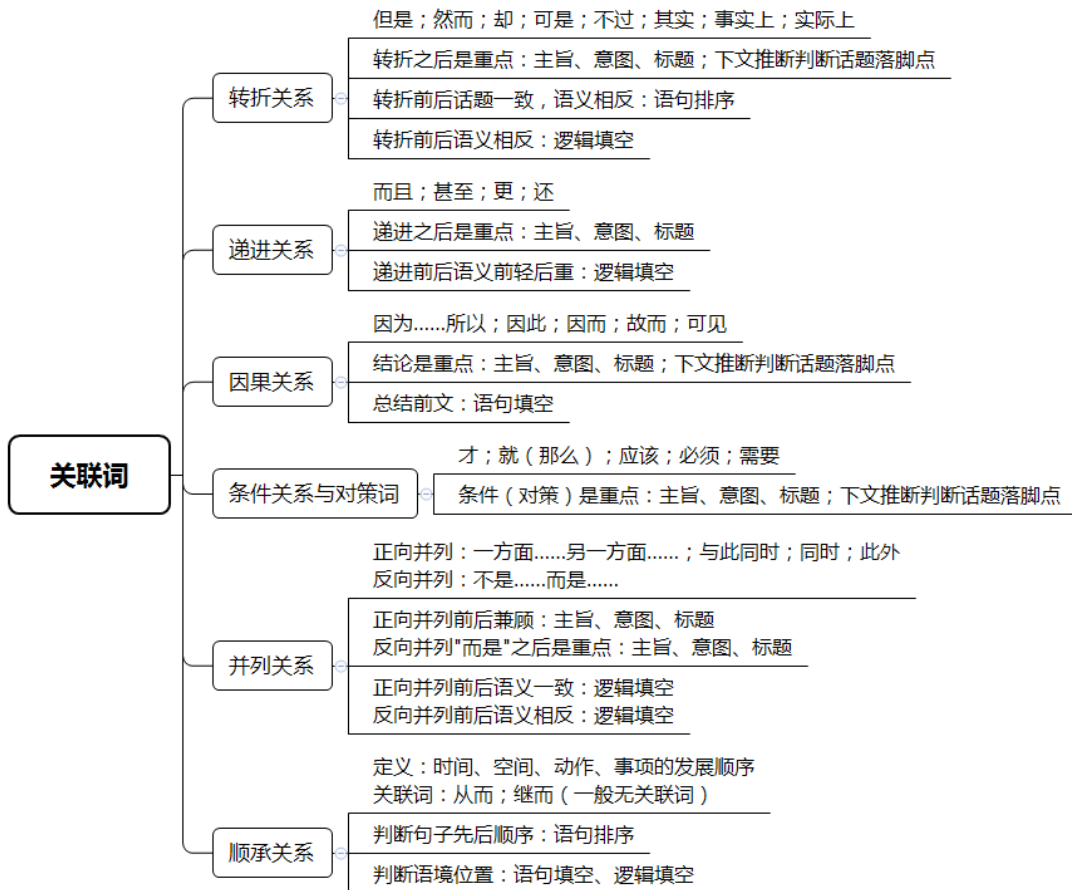 关联词
转折关系
但是；然而；却；可是；不过；其实；事实上；实际上
转折之后是重点：主旨、意图、标题；下文推断判断话题落脚点
转折前后话题一致，语义相反：语句排序
转折前后语义相反：逻辑填空
递进关系
而且；甚至；更；还
递进之后是重点：主旨、意图、标题
递进前后语义前轻后重：逻辑填空
因果关系
因为......所以；因此；因而；故而；可见
结论是重点：主旨、意图、标题；下文推断判断话题落脚点
总结前文：语句填空
条件关系与对策词
才；就（那么）；应该；必须；需要
条件（对策）是重点：主旨、意图、标题；下文推断判断话题落脚点
并列关系
正向并列：一方面......另一方面......；与此同时；同时；此外
反向并列：不是......而是......
正向并列前后兼顾：主旨、意图、标题
反向并列"而是"之后是重点：主旨、意图、标题
正向并列前后语义一致：逻辑填空
反向并列前后语义相反：逻辑填空
顺承关系
定义：时间、空间、动作、事项的发展顺序
关联词：从而；继而（一般无关联词）
判断句子先后顺序：语句排序
判断语境位置：语句填空、逻辑填空